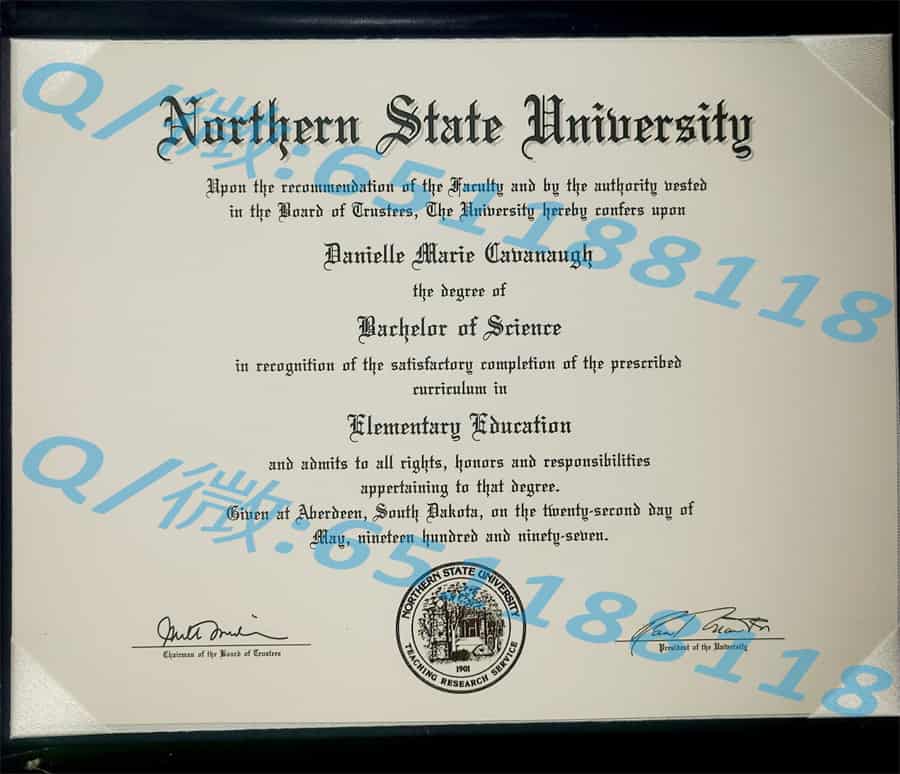 Northern State University
Upon the recommendation of the Faculty and by the authority vested
in the Board of Trustees, The University hereby confers upon
Danielle Marie Cavanaugh
the degree of
Bachelor of Science
in recognition of the satisfactory completion of the prescribed
curriculum in
Elementary Education
and admits to all rights, honors and responsibilities
appertaining to that degree.
Given at Aberdeen, South Dakota, on the twenty-second day of
May, nineteen hundred and ninety-seven.
NORTHERN STATE UNIVERSITY
1901
TEACHING RESEARCH SERVICE
Chairman of the Board of Trustees
President of the University
Q/微:651188118
Q/微:651188118